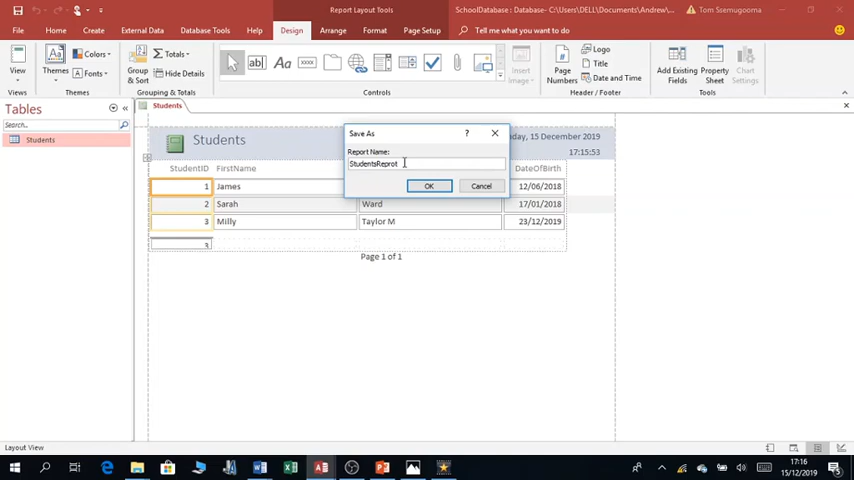 Report Layout Tools
SchoolDatabase : Database- C:\Users\DELL\Documents\Andrew\
Tom Ssemugooma
File Home Create External Data Database Tools Help Design Arrange Format Page Setup Tell me what you want to do
View
Themes
Colors
Fonts
Themes
Group & Sort
Totals
Hide Details
Grouping & Totals
ab|
Aa
xxxx
Controls
Insert Image
Page Numbers
Logo
Title
Date and Time
Header / Footer
Add Existing Fields
Property Sheet
Chart Settings
Tools
Tables
Search...
Students
Students
Students
day, 15 December 2019
17:15:53
StudentID FirstName DateOfBirth
1 James 12/06/2018
2 Sarah Ward 17/01/2018
3 Milly Taylor M 23/12/2019
3
Page 1 of 1
Save As
Report Name:
StudentsReprot
OK Cancel
Layout View
17:16
15/12/2019